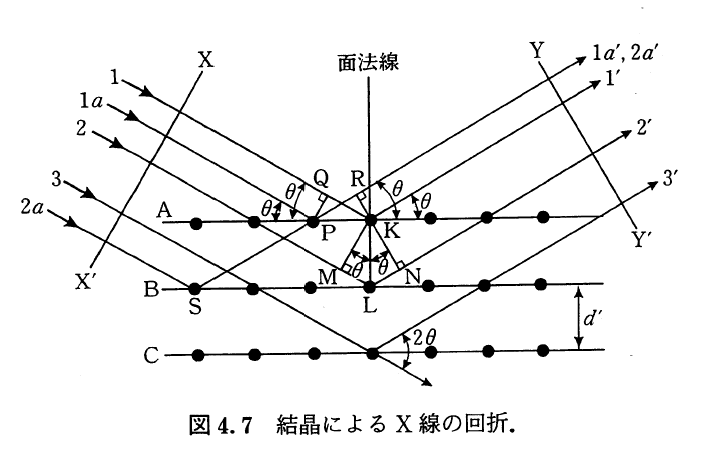 X
面法線
Y
1a′, 2a′
1
1′
1a
2
2′
3
3′
2a
Q
R
θ
θ
θ
θ
A
P
K
Y′
X′
M
θ
θ
N
B
S
L
d′
C
2θ
図 4.7 結晶による X 線の回折.